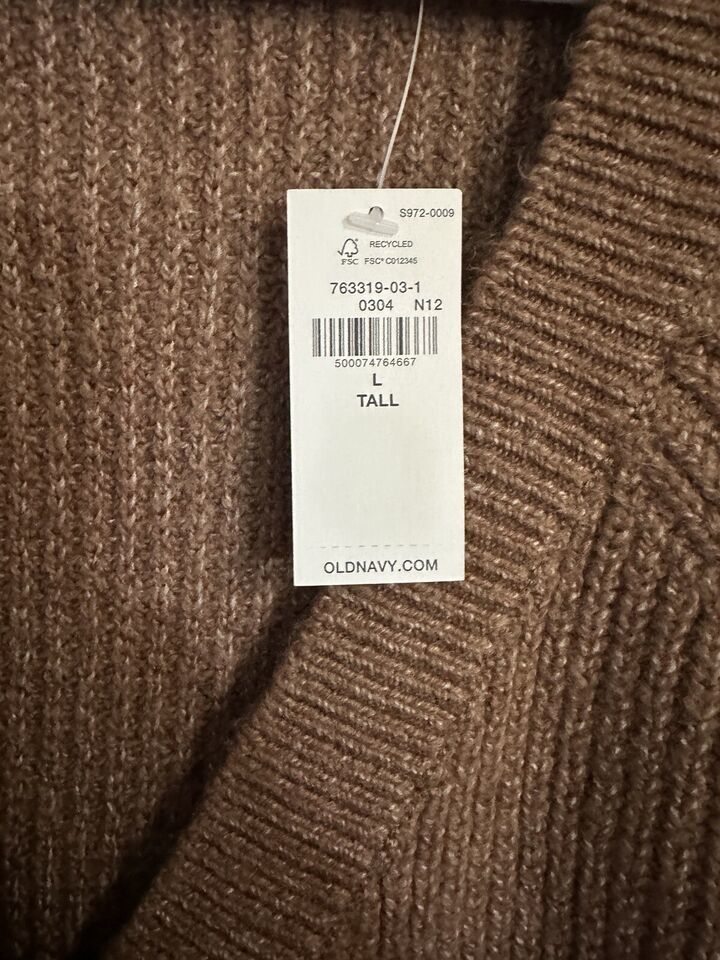 S972-0009
RECYCLED
FSC FSC® C012345
763319-03-1
0304 N12
500074764667
L
TALL
OLDNAVY.COM